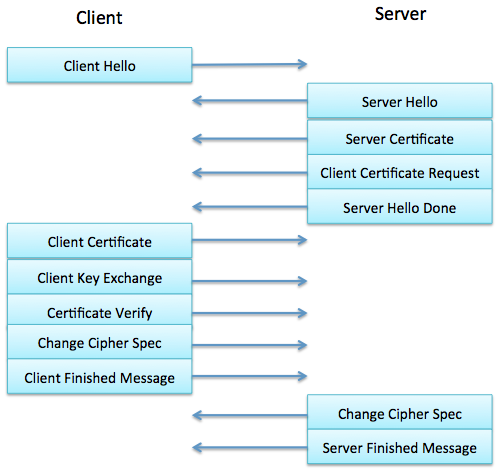 Client
Server
Client Hello
Server Hello
Server Certificate
Client Certificate Request
Server Hello Done
Client Certificate
Client Key Exchange
Certificate Verify
Change Cipher Spec
Client Finished Message
Change Cipher Spec
Server Finished Message